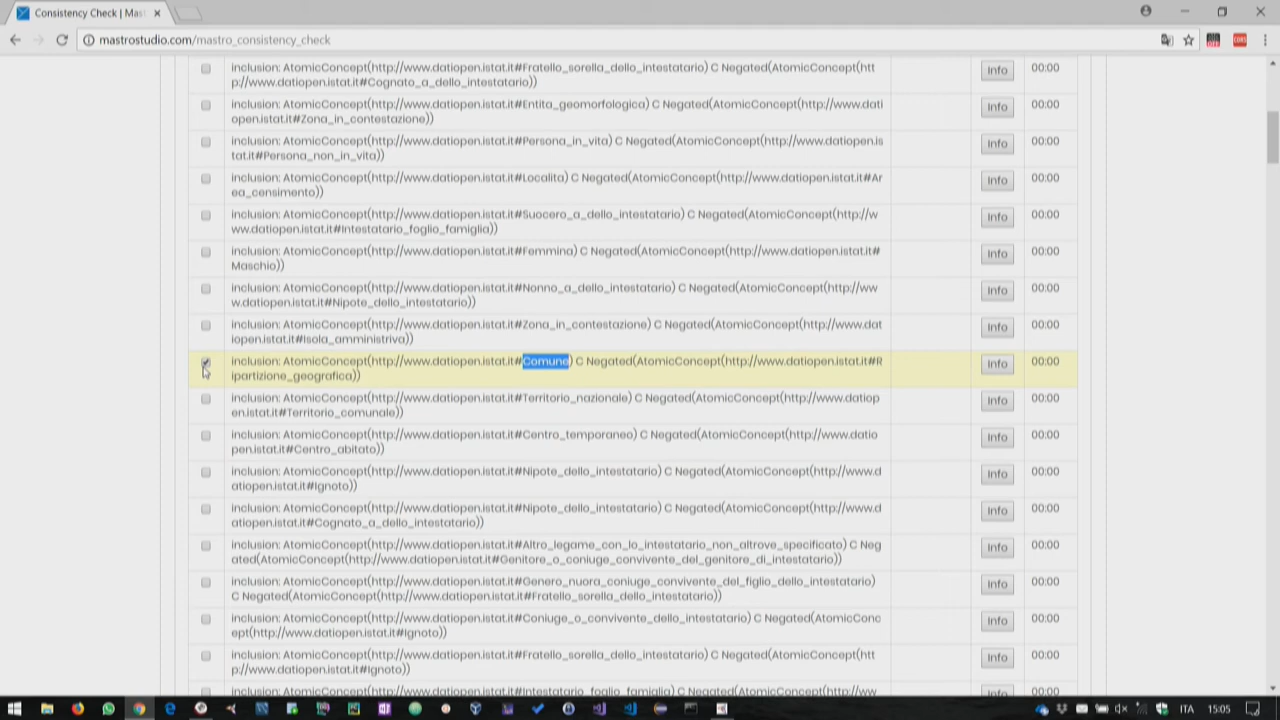 Consistency Check | Mas
mastrostudio.com/mastro_consistency_check
inclusion: AtomicConcept(http://www.datiopen.istat.it#Fratello_sorella_dello_intestatario) C Negated(AtomicConcept(htt
p://www.datiopen.istat.it#Cognato_a_dello_intestatario))
Info
00:00
inclusion: AtomicConcept(http://www.datiopen.istat.it#Entita_geomorfologica) C Negated(AtomicConcept(http://www.dati
open.istat.it#Zona_in_contestazione))
Info
00:00
inclusion: AtomicConcept(http://www.datiopen.istat.it#Persona_in_vita) C Negated(AtomicConcept(http://www.datiopen.is
tat.it#Persona_non_in_vita))
Info
00:00
inclusion: AtomicConcept(http://www.datiopen.istat.it#Localita) C Negated(AtomicConcept(http://www.datiopen.istat.it#Ar
ea_censimento))
Info
00:00
inclusion: AtomicConcept(http://www.datiopen.istat.it#Suocero_a_dello_intestatario) C Negated(AtomicConcept(http://w
ww.datiopen.istat.it#Intestatario_foglio_famiglia))
Info
00:00
inclusion: AtomicConcept(http://www.datiopen.istat.it#Femmina) C Negated(AtomicConcept(http://www.datiopen.istat.it#
Maschio))
Info
00:00
inclusion: AtomicConcept(http://www.datiopen.istat.it#Nonno_a_dello_intestatario) C Negated(AtomicConcept(http://ww
w.datiopen.istat.it#Nipote_dello_intestatario))
Info
00:00
inclusion: AtomicConcept(http://www.datiopen.istat.it#Zona_in_contestazione) C Negated(AtomicConcept(http://www.dat
iopen.istat.it#Isola_amministriva))
Info
00:00
inclusion: AtomicConcept(http://www.datiopen.istat.it#Comune) C Negated(AtomicConcept(http://www.datiopen.istat.it#R
ipartizione_geografica))
Info
00:00
inclusion: AtomicConcept(http://www.datiopen.istat.it#Territorio_nazionale) C Negated(AtomicConcept(http://www.datiop
en.istat.it#Territorio_comunale))
Info
00:00
inclusion: AtomicConcept(http://www.datiopen.istat.it#Centro_temporaneo) C Negated(AtomicConcept(http://www.datio
pen.istat.it#Centro_abitato))
Info
00:00
inclusion: AtomicConcept(http://www.datiopen.istat.it#Nipote_dello_intestatario) C Negated(AtomicConcept(http://www.d
atiopen.istat.it#Ignoto))
Info
00:00
inclusion: AtomicConcept(http://www.datiopen.istat.it#Nipote_dello_intestatario) C Negated(AtomicConcept(http://www.d
atiopen.istat.it#Cognato_a_dello_intestatario))
Info
00:00
inclusion: AtomicConcept(http://www.datiopen.istat.it#Altro_legame_con_lo_intestatario_non_altrove_specificato) C Neg
ated(AtomicConcept(http://www.datiopen.istat.it#Genitore_o_coniuge_convivente_del_genitore_di_intestatario))
Info
00:00
inclusion: AtomicConcept(http://www.datiopen.istat.it#Genero_nuora_coniuge_convivente_del_figlio_dello_intestatario)
C Negated(AtomicConcept(http://www.datiopen.istat.it#Fratello_sorella_dello_intestatario))
Info
00:00
inclusion: AtomicConcept(http://www.datiopen.istat.it#Coniuge_o_convivente_dello_intestatario) C Negated(AtomicConc
ept(http://www.datiopen.istat.it#Ignoto))
Info
00:00
inclusion: AtomicConcept(http://www.datiopen.istat.it#Fratello_sorella_dello_intestatario) C Negated(AtomicConcept(htt
p://www.datiopen.istat.it#Ignoto))
Info
00:00
inclusion: AtomicConcept(http://www.datiopen.istat.it#Intestatario_foglio_famiglia) C Negated(AtomicConcept(http://ww
Info
00:00
ITA
15:05